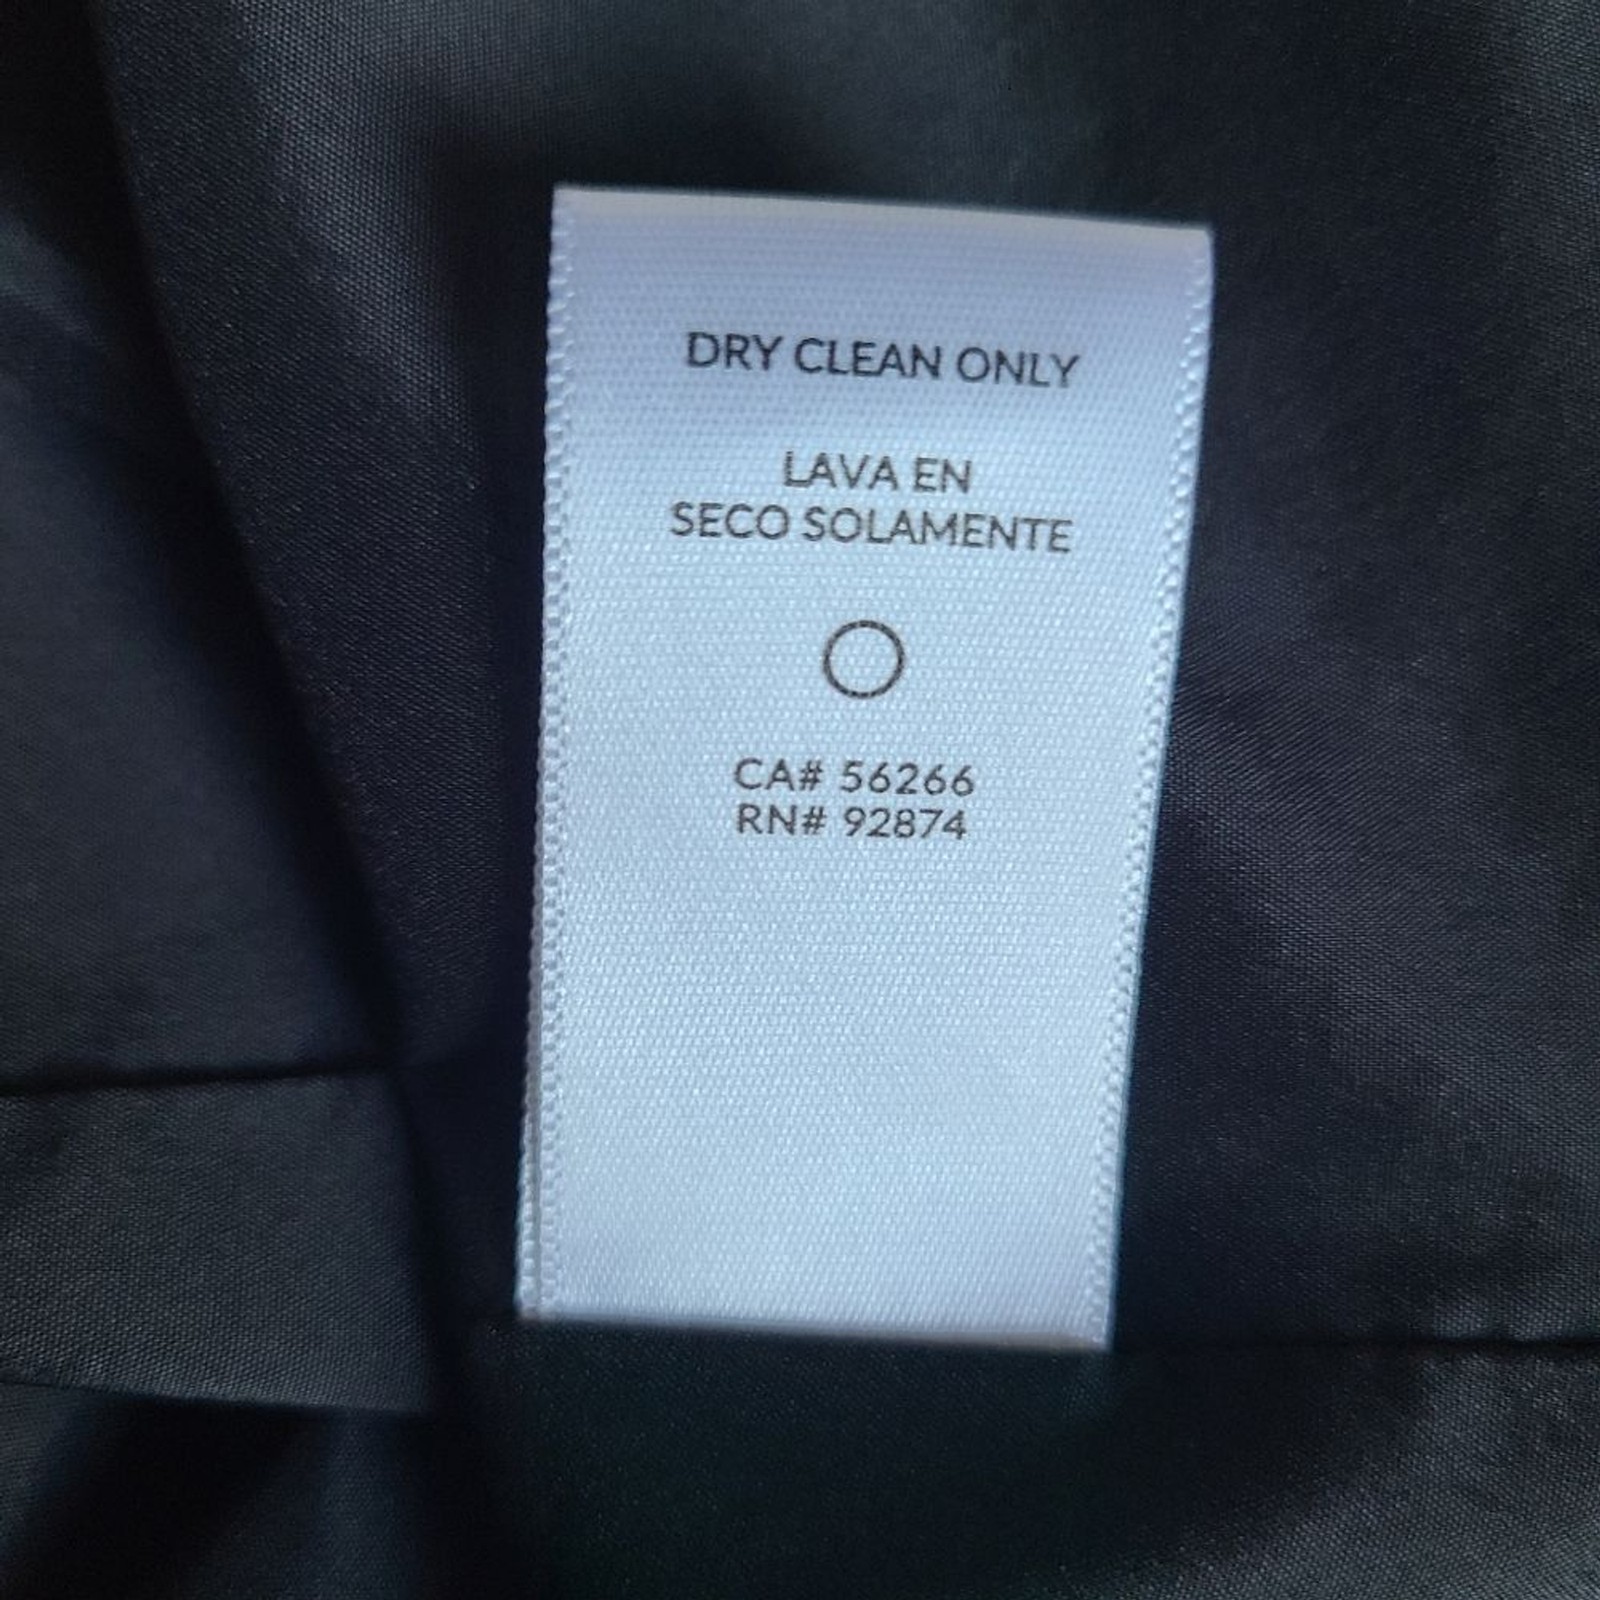 DRY CLEAN ONLY
LAVA EN
SECO SOLAMENTE
CA# 56266
RN# 92874